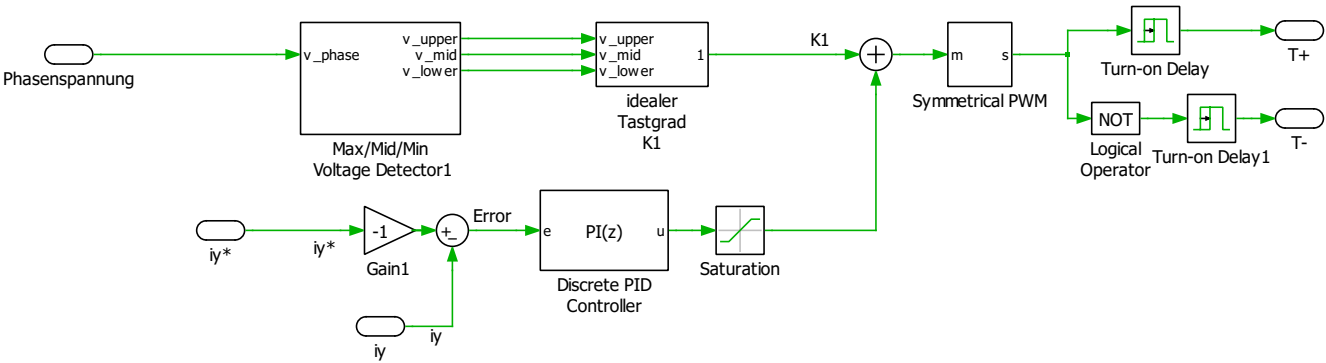 Phasenspannung
v_phase
v_upper
v_mid
v_lower
Max/Mid/Min
Voltage Detector1
v_upper
v_mid
v_lower
1
idealer
Tastgrad
K1
K1
+
m
s
Symmetrical PWM
Turn-on Delay
T+
NOT
Logical
Operator
Turn-on Delay1
T-
iy*
iy*
-1
Gain1
+
-
Error
iy
iy
e
PI(z)
u
Discrete PID
Controller
Saturation